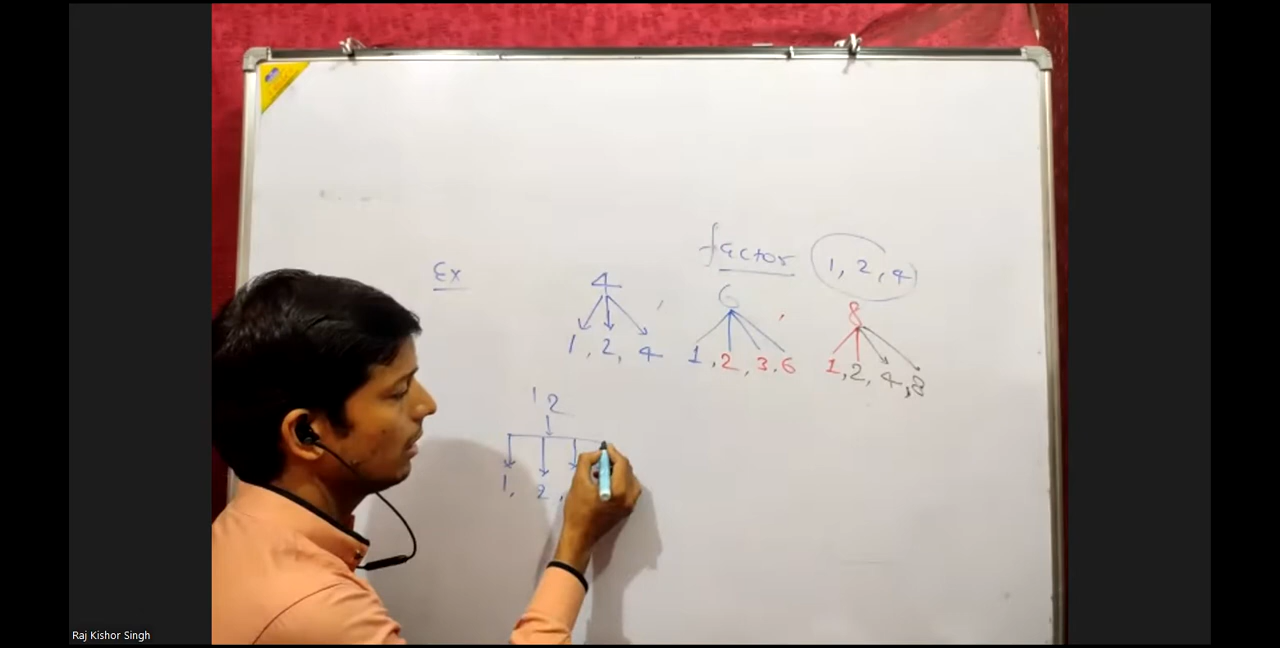 factor 1, 2, 4
Ex 4 6 8
1, 2, 4 1, 2, 3, 6 1, 2, 4, 8
12
1, 2,
Raj Kishor Singh